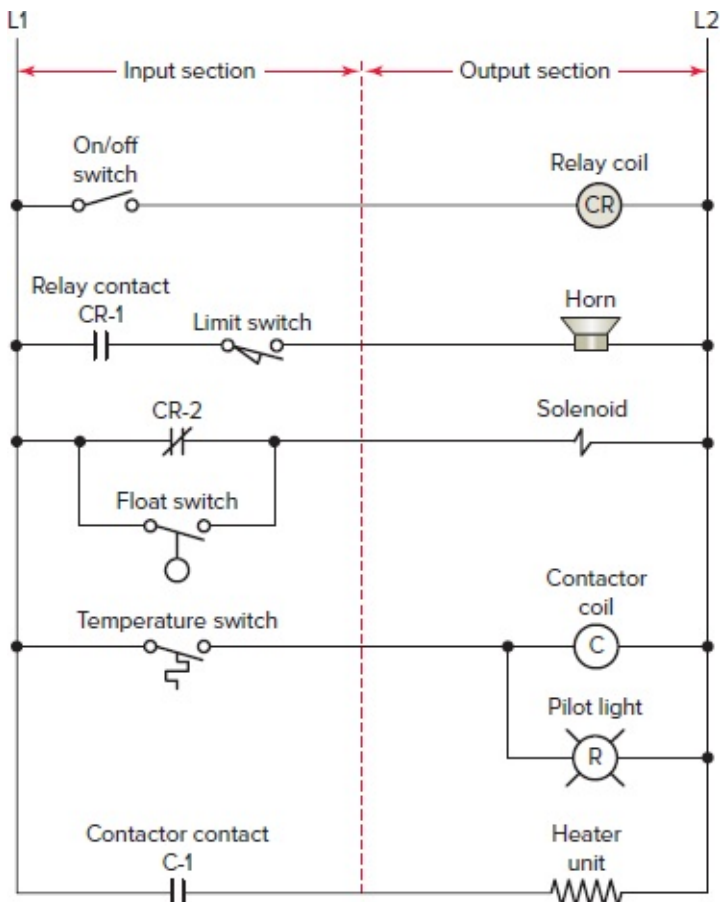 L1
L2
Input section
Output section
On/off
switch
Relay coil
CR
Relay contact
CR-1
Limit switch
Horn
CR-2
Solenoid
Float switch
Temperature switch
Contactor
coil
C
Pilot light
R
Contactor contact
C-1
Heater
unit